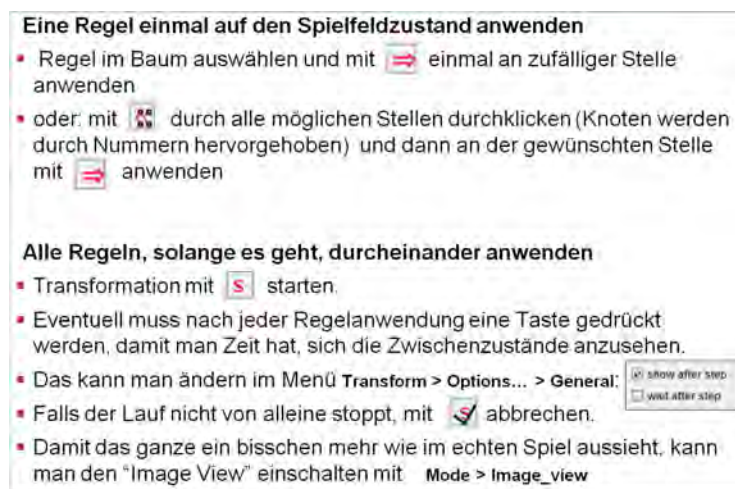 Eine Regel einmal auf den Spielfeldzustand anwenden
Regel im Baum auswählen und mit einmal an zufälliger Stelle
anwenden
oder: mit durch alle möglichen Stellen durchklicken (Knoten werden
durch Nummern hervorgehoben) und dann an der gewünschten Stelle
mit anwenden
Alle Regeln, solange es geht, durcheinander anwenden
Transformation mit S starten.
Eventuell muss nach jeder Regelanwendung eine Taste gedrückt
werden, damit man Zeit hat, sich die Zwischenzustände anzusehen.
Das kann man ändern im Menü Transform > Options... > General:
show after step
wait after step
Falls der Lauf nicht von alleine stoppt, mit S abbrechen.
Damit das ganze ein bisschen mehr wie im echten Spiel aussieht, kann
man den "Image View" einschalten mit Mode > Image_view